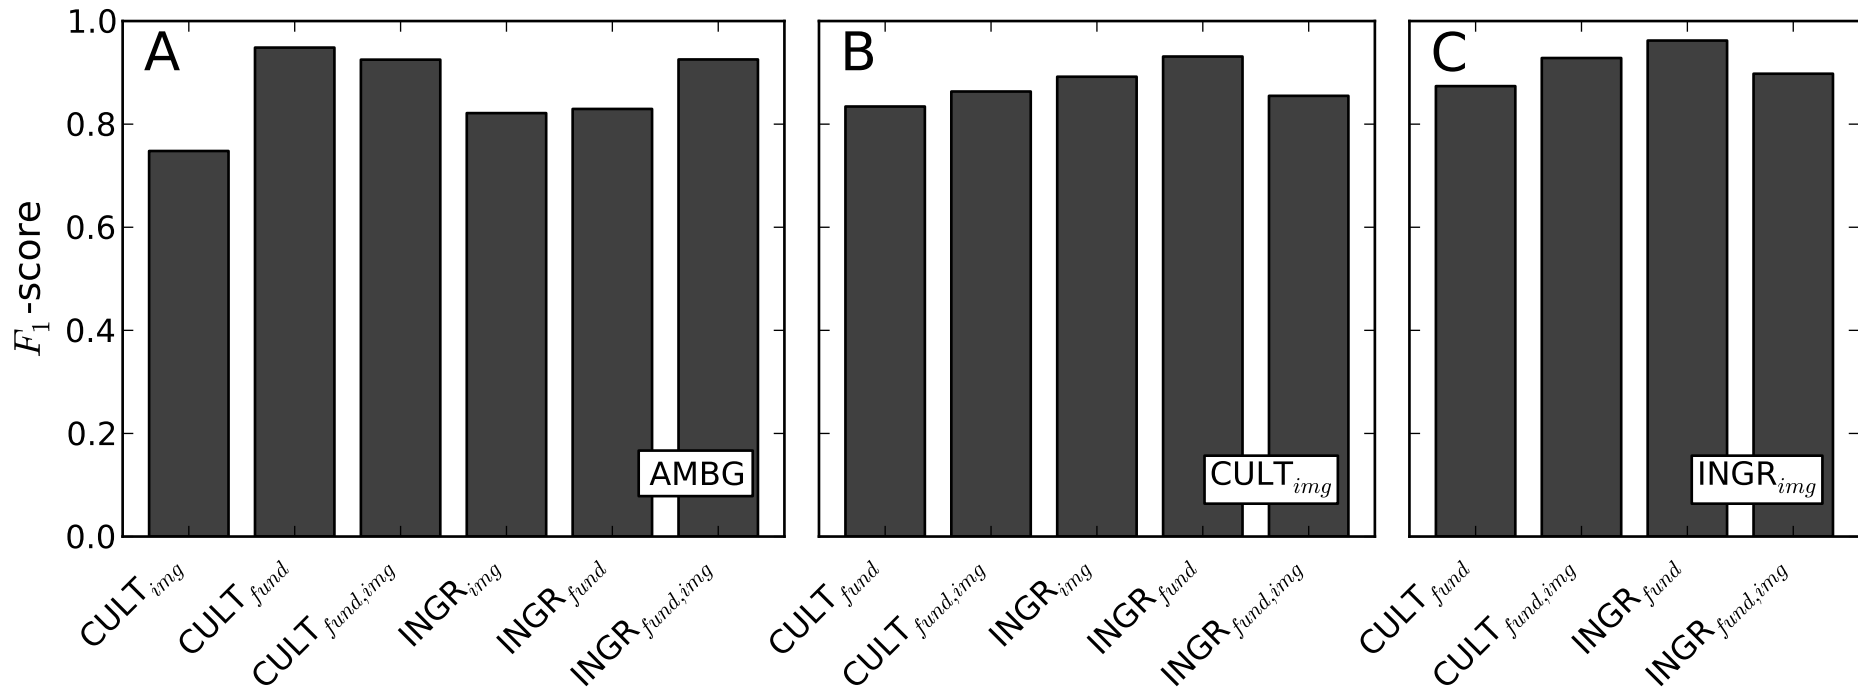 F1-score
1.0
0.8
0.6
0.4
0.2
0.0
A
AMBG
CULTimg
CULTfund
CULTfund,img
INGRimg
INGRfund
INGRfund,img
B
CULTimg
CULTfund
CULTfund,img
INGRimg
INGRfund
INGRfund,img
C
INGRimg
CULTfund
CULTfund,img
INGRfund
INGRfund,img